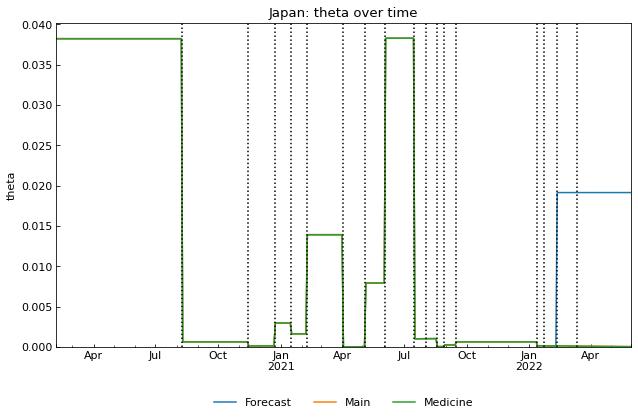 Japan: theta over time
0.040
0.035
0.030
0.025
0.020
0.015
0.010
0.005
0.000
theta
Apr Jul Oct Jan Apr Jul Oct Jan Apr
2021 2022
Forecast Main Medicine